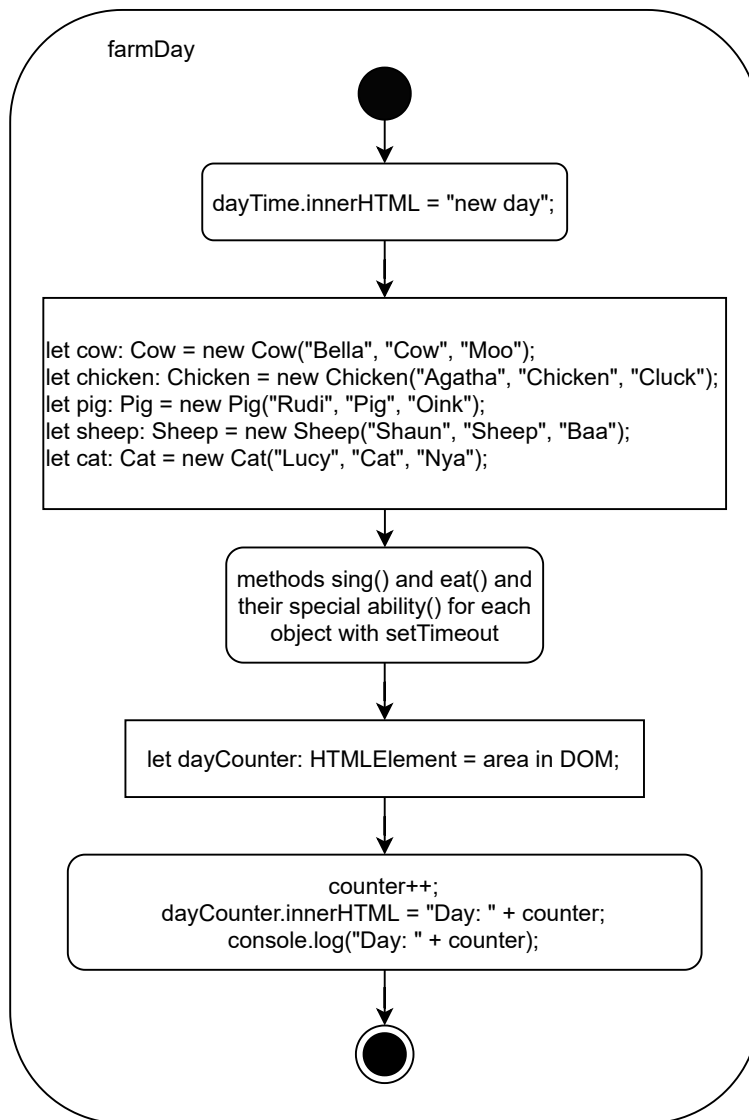 farmDay
dayTime.innerHTML = "new day";
let cow: Cow = new Cow("Bella", "Cow", "Moo");
let chicken: Chicken = new Chicken("Agatha", "Chicken", "Cluck");
let pig: Pig = new Pig("Rudi", "Pig", "Oink");
let sheep: Sheep = new Sheep("Shaun", "Sheep", "Baa");
let cat: Cat = new Cat("Lucy", "Cat", "Nya");
methods sing() and eat() and
their special ability() for each
object with setTimeout
let dayCounter: HTMLElement = area in DOM;
counter++;
dayCounter.innerHTML = "Day: " + counter;
console.log("Day: " + counter);